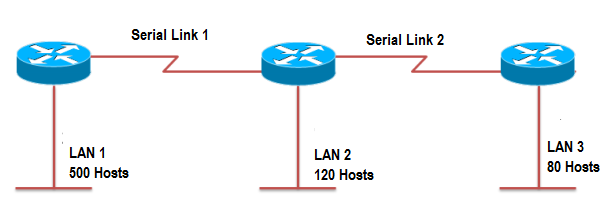 Serial Link 1
Serial Link 2
LAN 1
500 Hosts
LAN 2
120 Hosts
LAN 3
80 Hosts